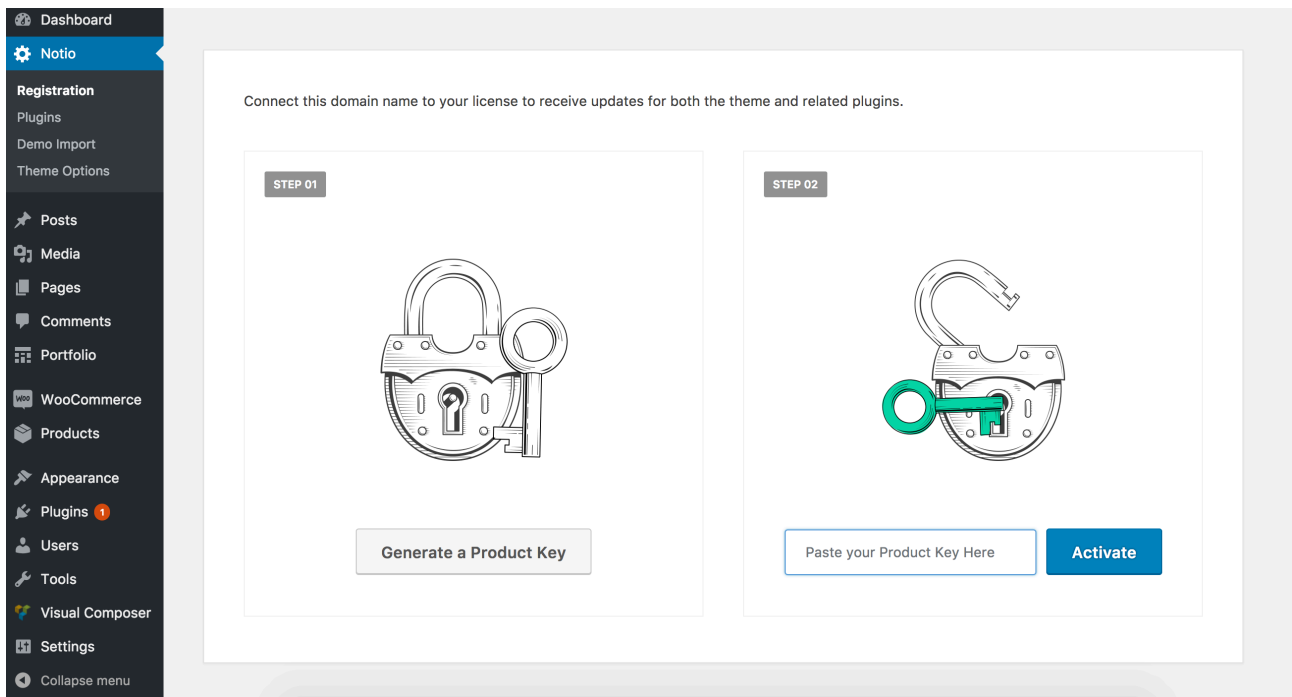 Dashboard
Notio
Registration
Plugins
Demo Import
Theme Options
Posts
Media
Pages
Comments
Portfolio
Woo WooCommerce
Products
Appearance
Plugins 1
Users
Tools
Visual Composer
Settings
Collapse menu
Connect this domain name to your license to receive updates for both the theme and related plugins.
STEP 01
Generate a Product Key
STEP 02
Paste your Product Key Here
Activate